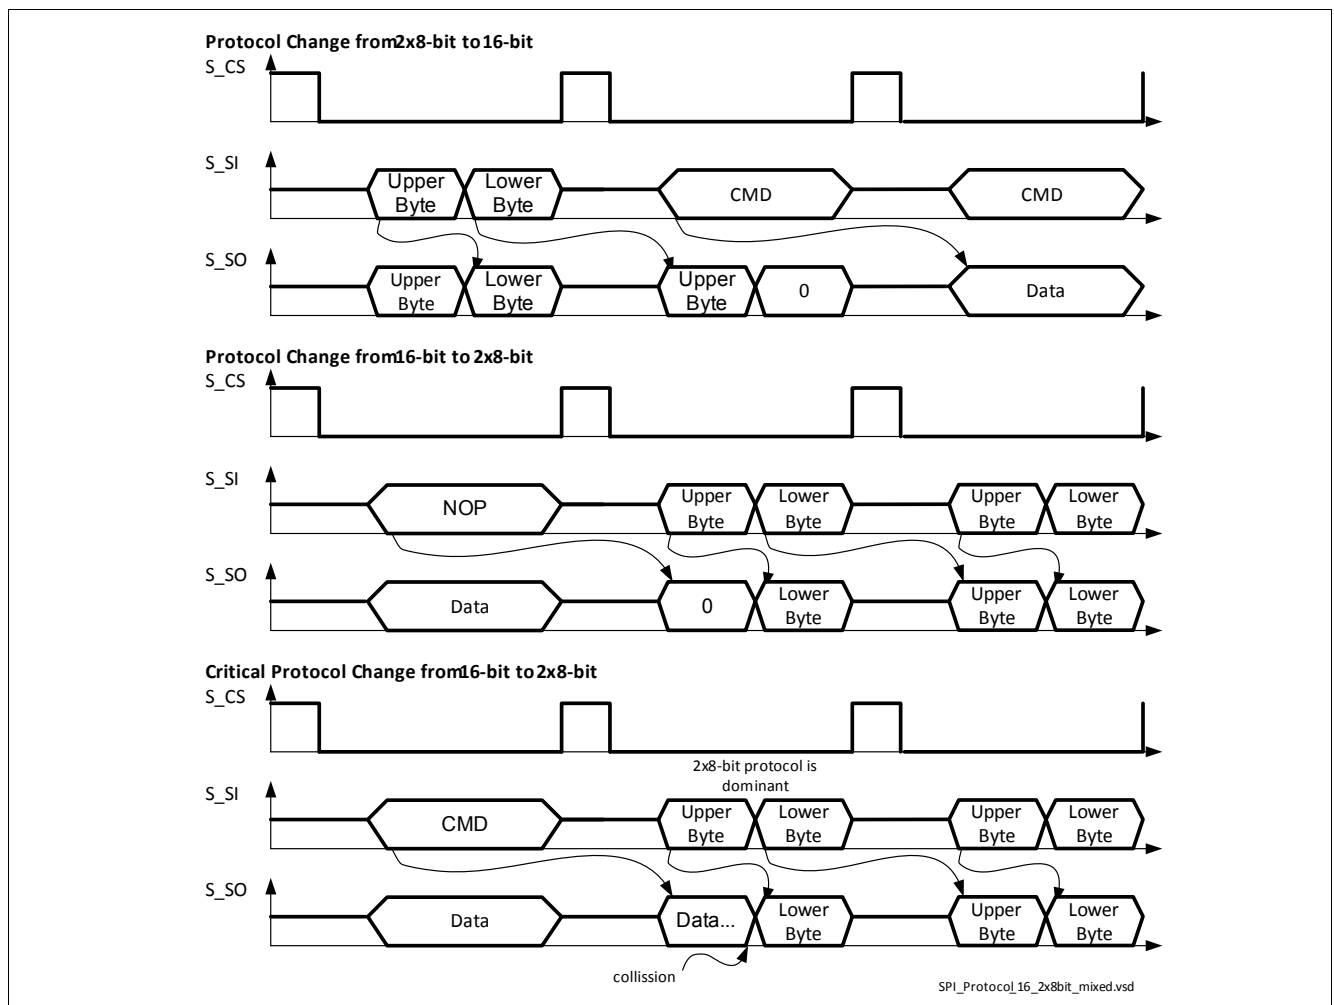 Protocol Change from2x8-bit to16-bit
S_CS
S_SI
Upper
Byte
Lower
Byte
CMD
CMD
S_SO
Upper
Byte
Lower
Byte
Upper
Byte
0
Data
Protocol Change from16-bit to 2x8-bit
S_CS
S_SI
NOP
Upper
Byte
Lower
Byte
Upper
Byte
Lower
Byte
S_SO
Data
0
Lower
Byte
Upper
Byte
Lower
Byte
Critical Protocol Change from16-bit to2x8-bit
S_CS
2x8-bit protocol is
dominant
S_SI
CMD
Upper
Byte
Lower
Byte
Upper
Byte
Lower
Byte
S_SO
Data
Data...
Lower
Byte
Upper
Byte
Lower
Byte
collission
SPI_Protocol_16_2x8bit_mixed.vsd